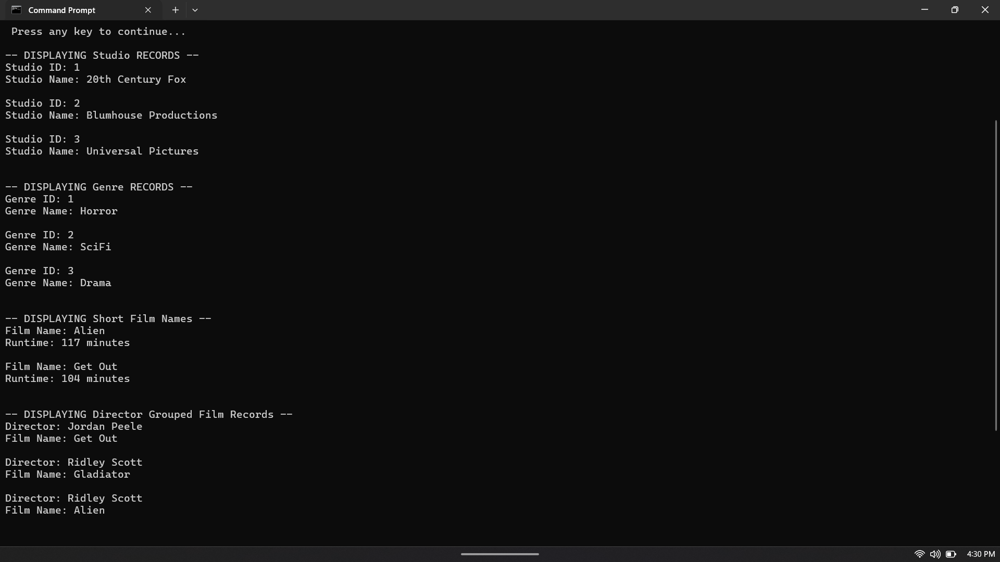 Command Prompt
Press any key to continue...
-- DISPLAYING Studio RECORDS --
Studio ID: 1
Studio Name: 20th Century Fox
Studio ID: 2
Studio Name: Blumhouse Productions
Studio ID: 3
Studio Name: Universal Pictures
-- DISPLAYING Genre RECORDS --
Genre ID: 1
Genre Name: Horror
Genre ID: 2
Genre Name: SciFi
Genre ID: 3
Genre Name: Drama
-- DISPLAYING Short Film Names --
Film Name: Alien
Runtime: 117 minutes
Film Name: Get Out
Runtime: 104 minutes
-- DISPLAYING Director Grouped Film Records --
Director: Jordan Peele
Film Name: Get Out
Director: Ridley Scott
Film Name: Gladiator
Director: Ridley Scott
Film Name: Alien
4:30 PM